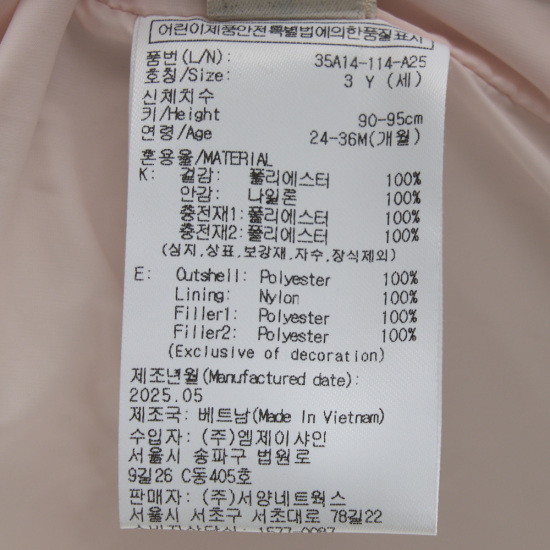 어린이제품안전특별법에의한품질표시
품번(L/N): 35A14-114-A25
호칭/Size: 3 Y (세)
신체치수
키/Height 90-95cm
연령/Age 24-36M(개월)
혼용율/MATERIAL
K: 겉감: 폴리에스터 100%
안감: 나일론 100%
충전재1: 폴리에스터 100%
충전재2: 폴리에스터 100%
(심지,상표,보강재,자수,장식제외)
E: Outshell: Polyester 100%
Lining: Nylon 100%
Filler1: Polyester 100%
Filler2: Polyester 100%
(Exclusive of decoration)
제조년월(Manufactured date):
2025.05
제조국: 베트남(Made In Vietnam)
수입자: (주)엠제이샤인
서울시 송파구 법원로
9길26 C동405호
판매자: (주)서양네트웍스
서울시 서초구 서초대로 78길22